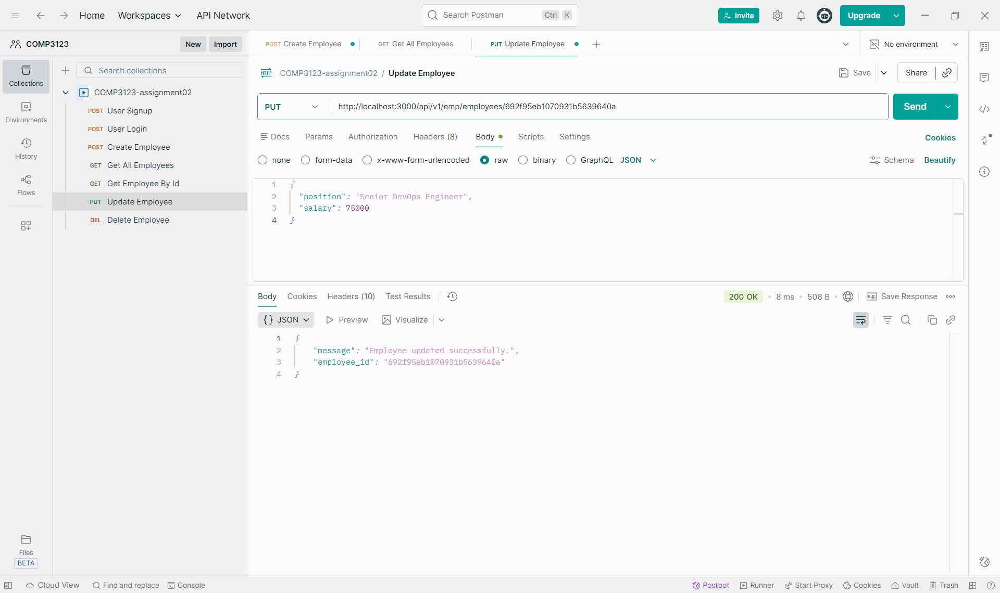 Home
Workspaces
API Network
Search Postman
Ctrl
K
Invite
Upgrade
COMP3123
New
Import
POST Create Employee
GET Get All Employees
PUT Update Employee
No environment
Collections
Environments
History
Flows
Files
BETA
Search collections
COMP3123-assignment02
POST User Signup
POST User Login
POST Create Employee
GET Get All Employees
GET Get Employee By Id
PUT Update Employee
DEL Delete Employee
HTTP COMP3123-assignment02 / Update Employee
Save
Share
PUT http://localhost:3000/api/v1/emp/employees/692f95eb1070931b5639640a
Send
Docs Params Authorization Headers (8) Body Scripts Settings
Cookies
none form-data x-www-form-urlencoded raw binary GraphQL JSON
Schema Beautify
1 {
2 "position": "Senior DevOps Engineer",
3 "salary": 75000
4 }
Body Cookies Headers (10) Test Results
200 OK • 8 ms • 508 B •
e.g. Save Response
{} JSON Preview Visualize
1 {
2 "message": "Employee updated successfully.",
3 "employee_id": "692f95eb1070931b5639640a"
4 }
Cloud View Find and replace Console
Postbot Runner Start Proxy Cookies Vault Trash